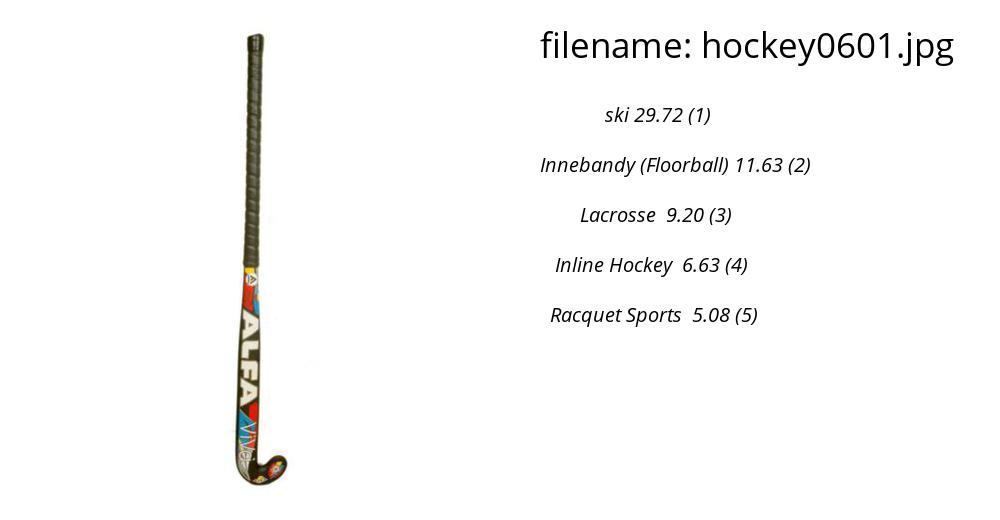 filename: hockey0601.jpg
ski 29.72 (1)
Innebandy (Floorball) 11.63 (2)
Lacrosse 9.20 (3)
Inline Hockey 6.63 (4)
Racquet Sports 5.08 (5)
ALFA